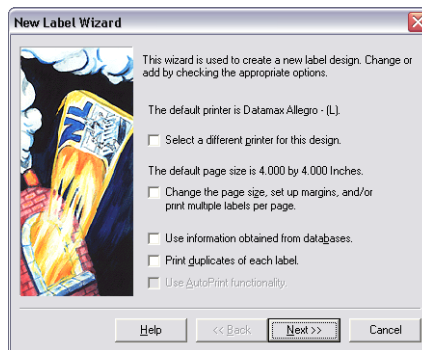 New Label Wizard
This wizard is used to create a new label design. Change or
add by checking the appropriate options.
The default printer is Datamax Allegro - (L).
Select a different printer for this design.
The default page size is 4.000 by 4.000 Inches.
Change the page size, set up margins, and/or
print multiple labels per page.
Use information obtained from databases.
Print duplicates of each label.
Use AutoPrint functionality.
NL
Help
<< Back
Next >>
Cancel